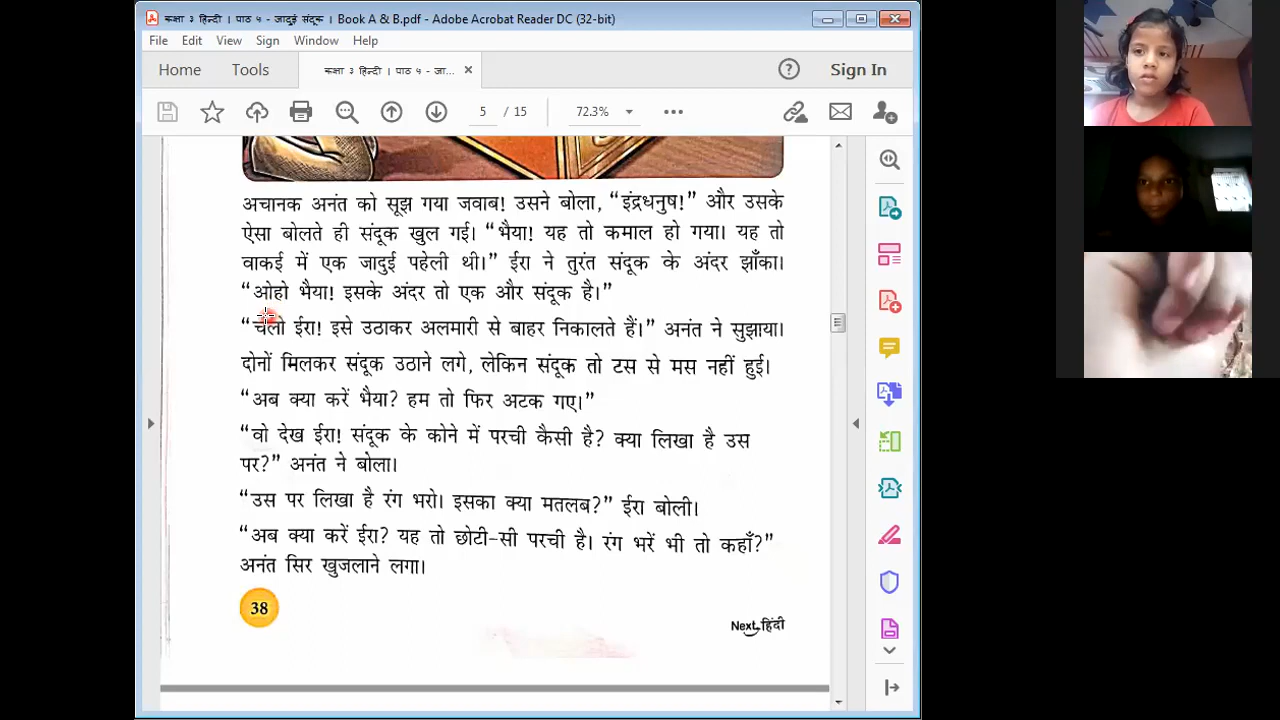 कक्षा ३ हिन्दी । पाठ ५ - जादुई संदूक । Book A & B.pdf - Adobe Acrobat Reader DC (32-bit)
File Edit View Sign Window Help
Home Tools कक्षा ३ हिन्दी । पाठ ५ - जा... Sign In
5 / 15 72.3%
अचानक अनंत को सूझ गया जवाब! उसने बोला, “इंद्रधनुष!” और उसके
ऐसा बोलते ही संदूक खुल गई। “भैया! यह तो कमाल हो गया। यह तो
वाकई में एक जादुई पहेली थी।” ईरा ने तुरंत संदूक के अंदर झाँका।
“ओहो भैया! इसके अंदर तो एक और संदूक है।”
“चलो ईरा! इसे उठाकर अलमारी से बाहर निकालते हैं।” अनंत ने सुझाया।
दोनों मिलकर संदूक उठाने लगे, लेकिन संदूक तो टस से मस नहीं हुई।
“अब क्या करें भैया? हम तो फिर अटक गए।”
“वो देख ईरा! संदूक के कोने में परची कैसी है? क्या लिखा है उस
पर?” अनंत ने बोला।
“उस पर लिखा है रंग भरो। इसका क्या मतलब?” ईरा बोली।
“अब क्या करें ईरा? यह तो छोटी-सी परची है। रंग भरें भी तो कहाँ?”
अनंत सिर खुजलाने लगा।
38
Next हिंदी